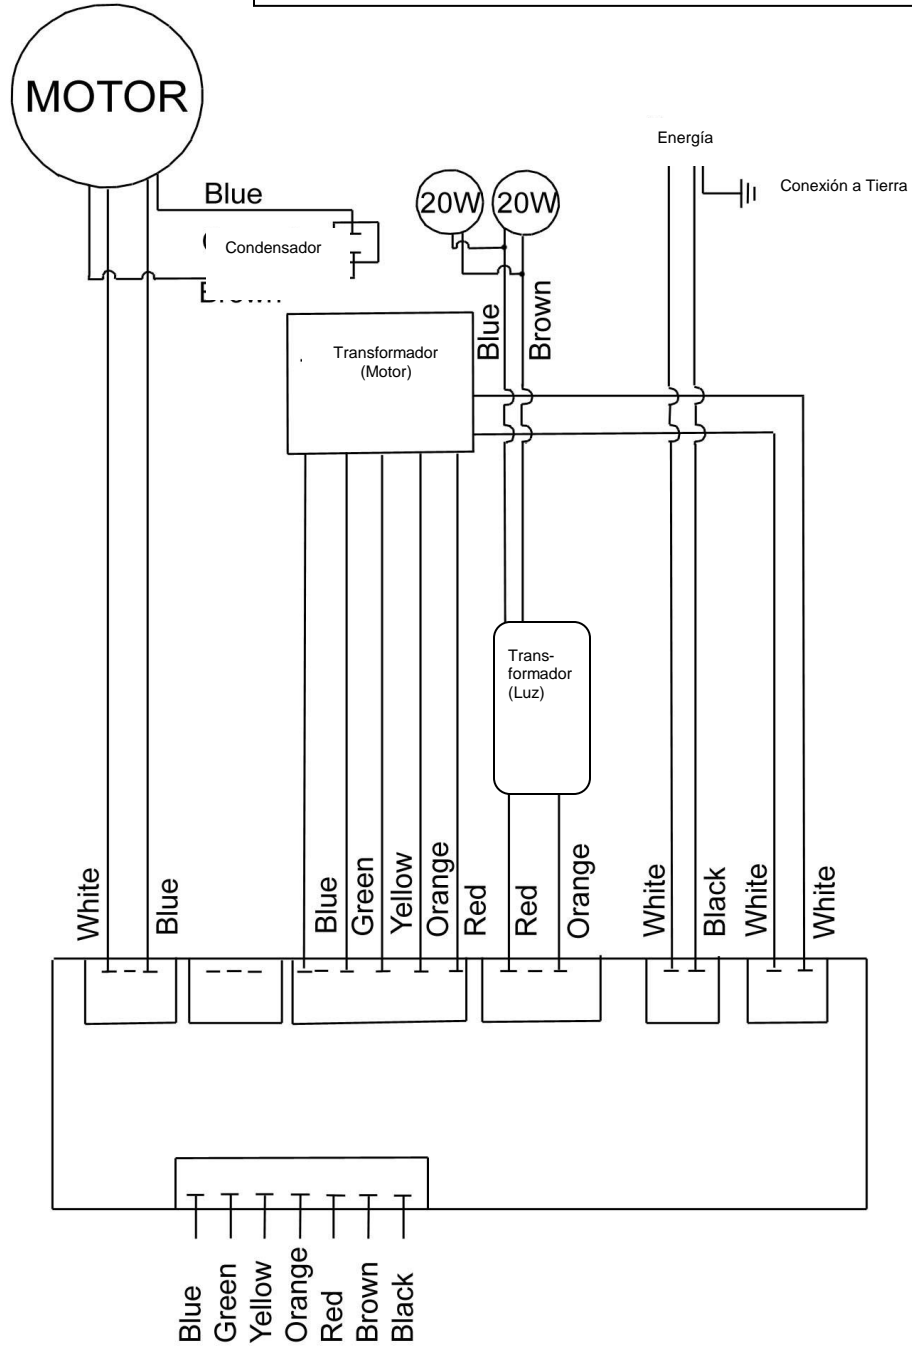 MOTOR
Energía
Conexión a Tierra
Blue
20W
20W
Condensador
Brown
Blue
Brown
Transformador
(Motor)
Trans-
formador
(Luz)
White
Blue
Blue
Green
Yellow
Orange
Red
Red
Orange
White
Black
White
White
Blue
Green
Yellow
Orange
Red
Brown
Black